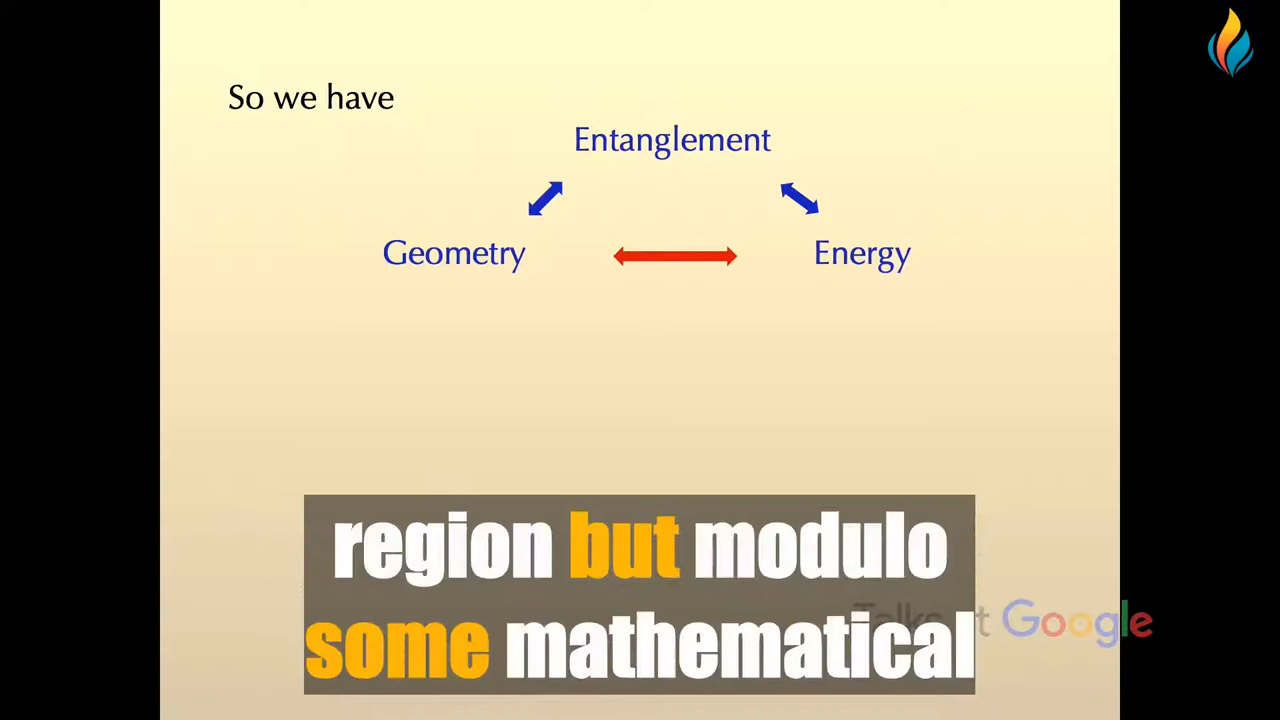 So we have
Entanglement
Geometry
Energy
region but modulo
some mathematical
Talks at Google